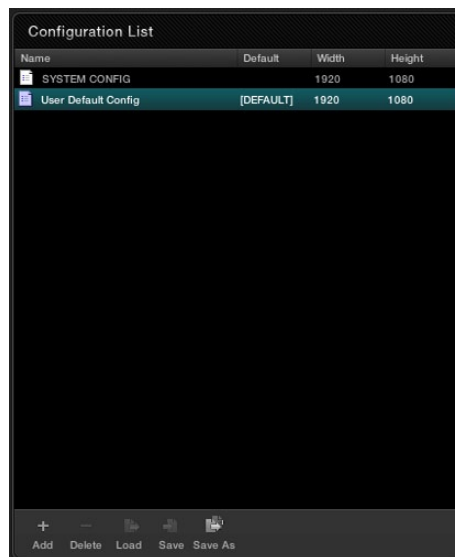 Configuration List
Name Default Width Height
SYSTEM CONFIG 1920 1080
User Default Config [DEFAULT] 1920 1080
Add Delete Load Save Save As